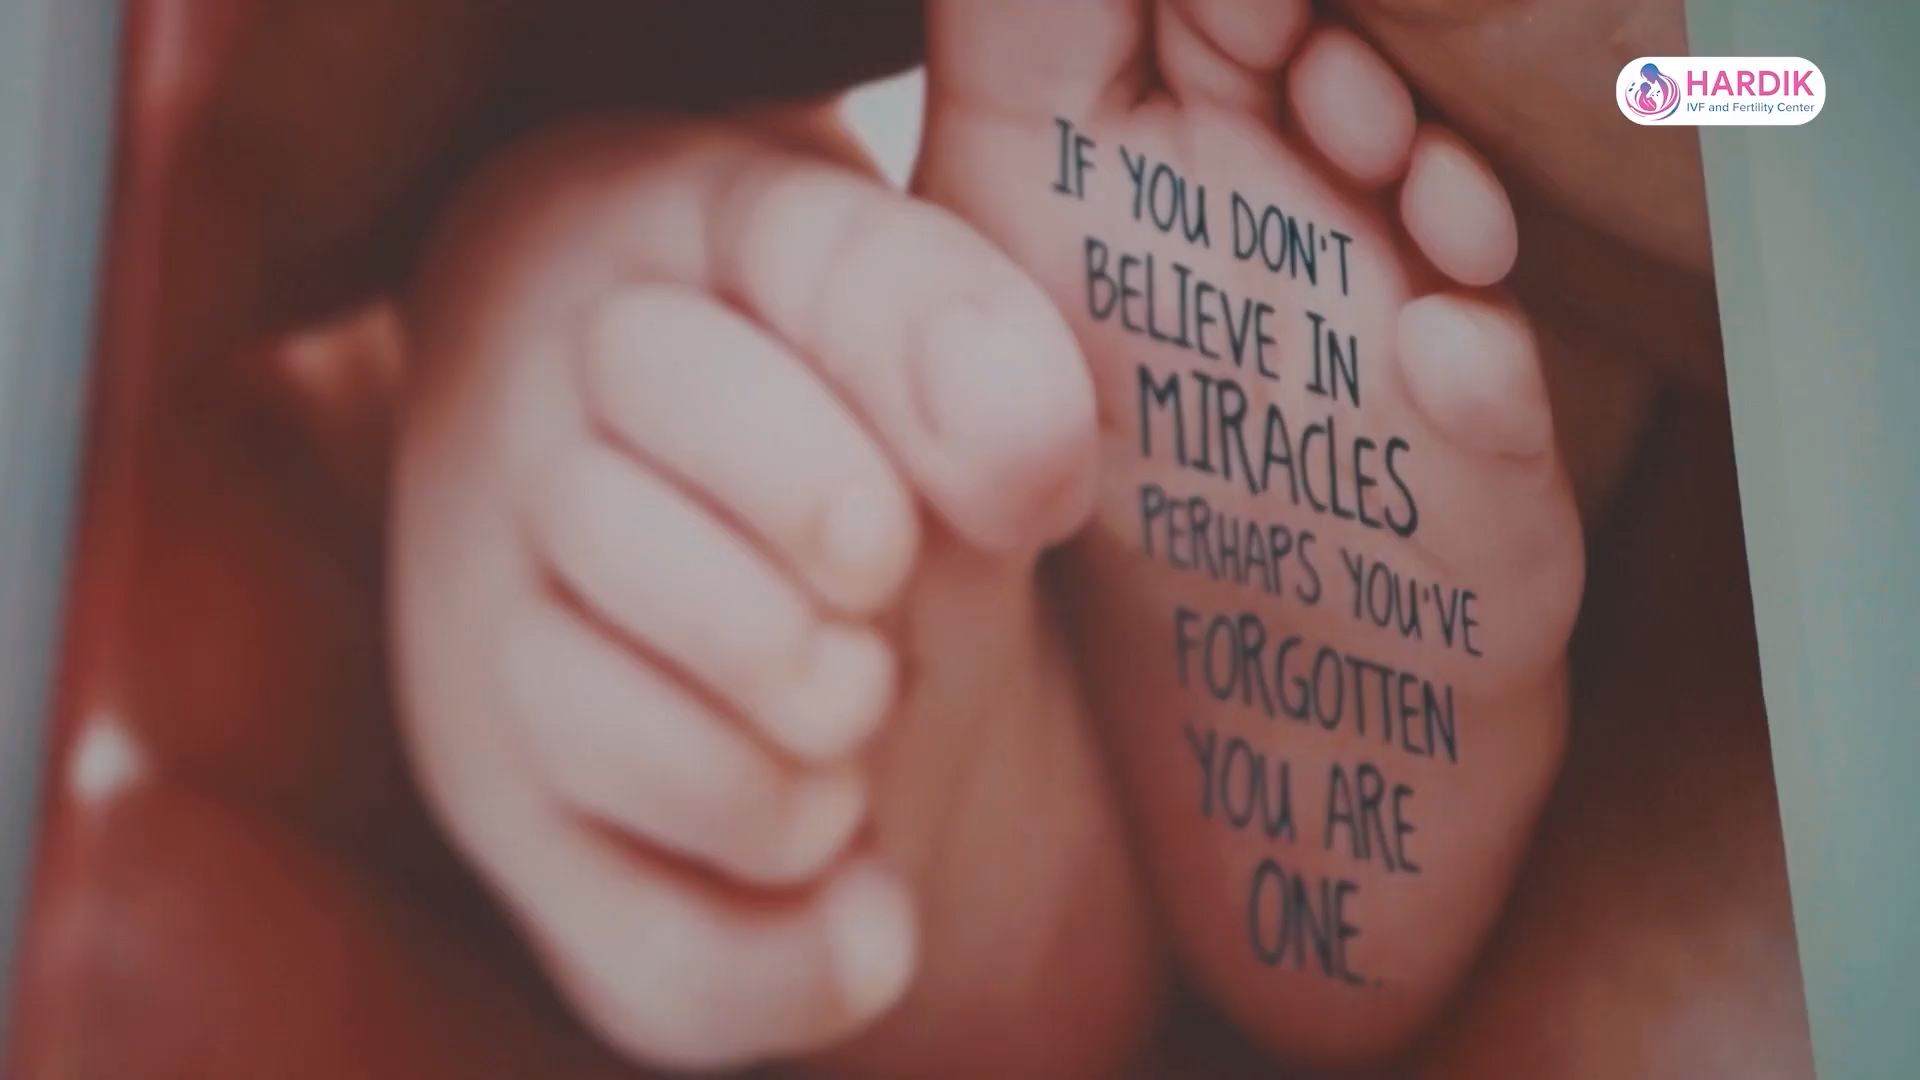 HARDIK
IVF and Fertility Center
IF YOU DON'T
BELIEVE IN
MIRACLES
PERHAPS YOU'VE
FORGOTTEN
YOU ARE
ONE.